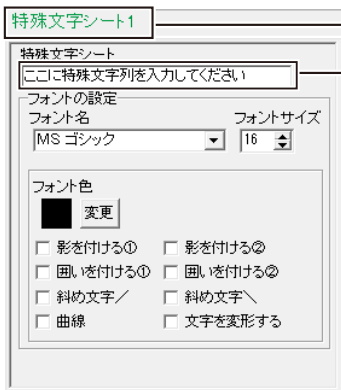 特殊文字シート1
特殊文字シート
ここに特殊文字列を入力してください
フォントの設定
フォント名 フォントサイズ
MS ゴシック 16
フォント色
変更
影を付ける① 影を付ける②
囲いを付ける① 囲いを付ける②
斜め文字／ 斜め文字＼
曲線 文字を変形する